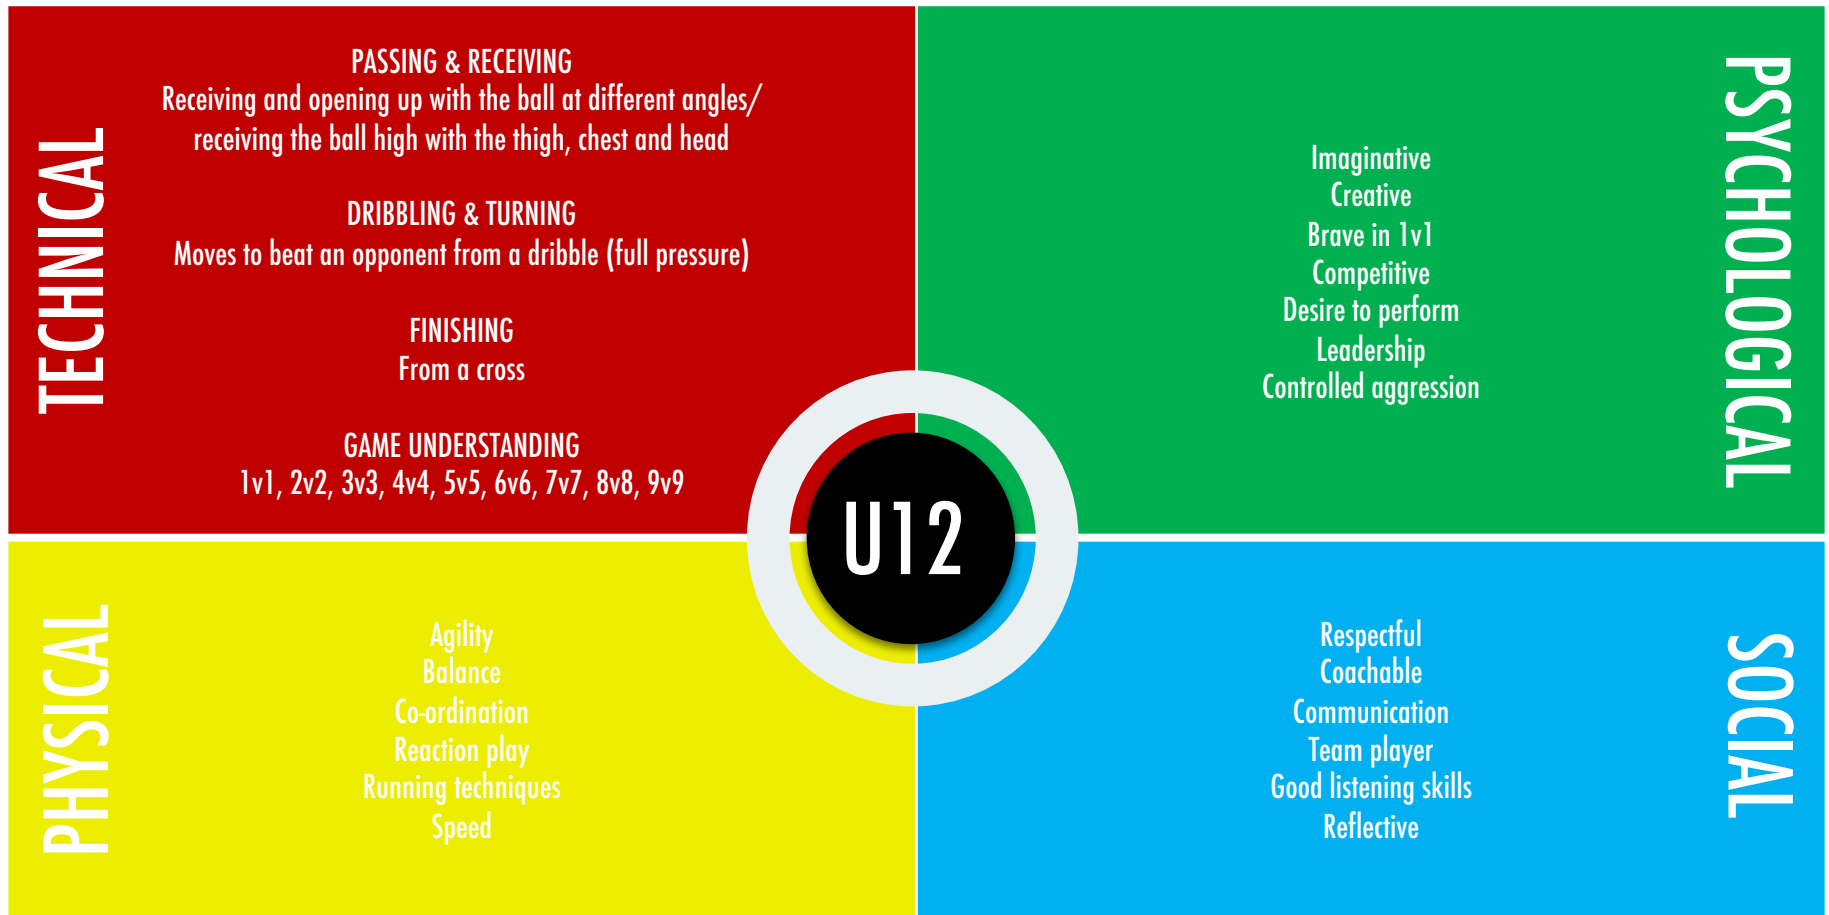 TECHNICAL
PASSING & RECEIVING
Receiving and opening up with the ball at different angles/
receiving the ball high with the thigh, chest and head
DRIBBLING & TURNING
Moves to beat an opponent from a dribble (full pressure)
FINISHING
From a cross
GAME UNDERSTANDING
1v1, 2v2, 3v3, 4v4, 5v5, 6v6, 7v7, 8v8, 9v9
PSYCHOLOGICAL
Imaginative
Creative
Brave in 1v1
Competitive
Desire to perform
Leadership
Controlled aggression
U12
PHYSICAL
Agility
Balance
Co-ordination
Reaction play
Running techniques
Speed
SOCIAL
Respectful
Coachable
Communication
Team player
Good listening skills
Reflective